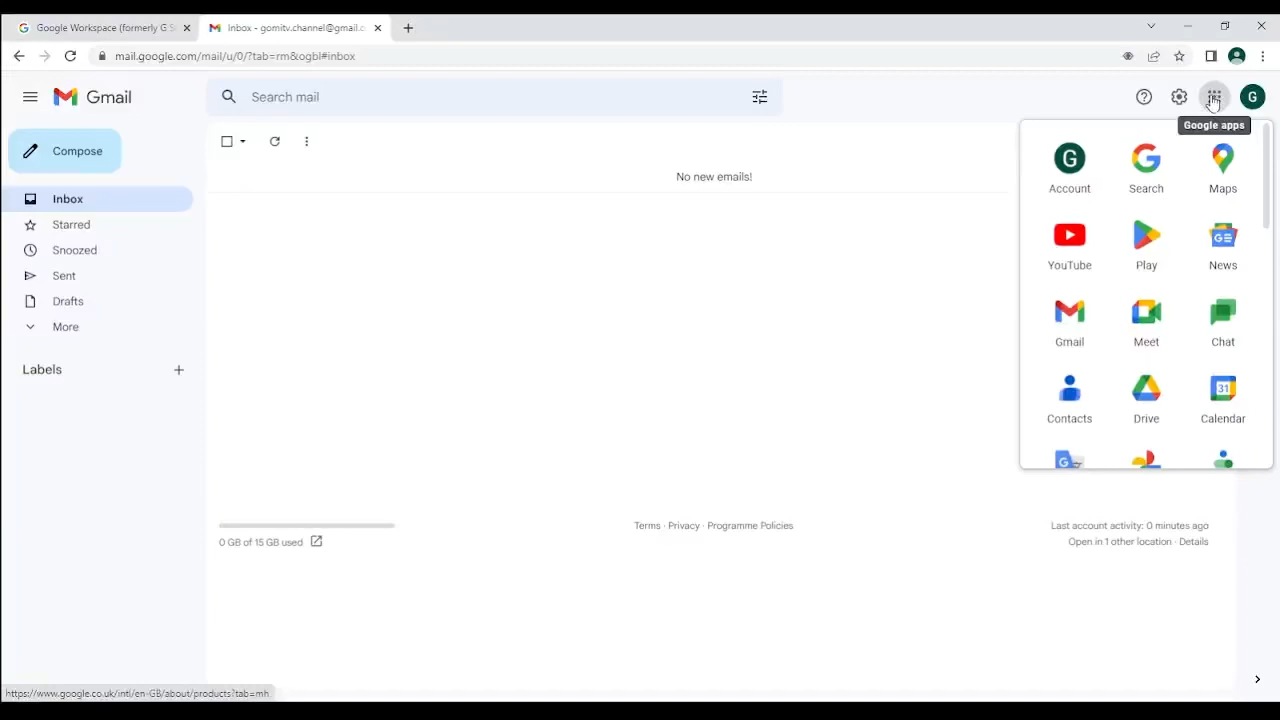 Google Workspace (formerly G S
Inbox - gomitv.channel@gmail.c
mail.google.com/mail/u/0/?tab=rm&ogbl#inbox
Gmail
Search mail
G
Google apps
Compose
Inbox
Starred
Snoozed
Sent
Drafts
More
Labels
No new emails!
G
Account Search Maps
GE
YouTube Play News
Gmail Meet Chat
31
Contacts Drive Calendar
G
0 GB of 15 GB used
Terms · Privacy · Programme Policies
Last account activity: 0 minutes ago
Open in 1 other location · Details
https://www.google.co.uk/intl/en-GB/about/products?tab=mh